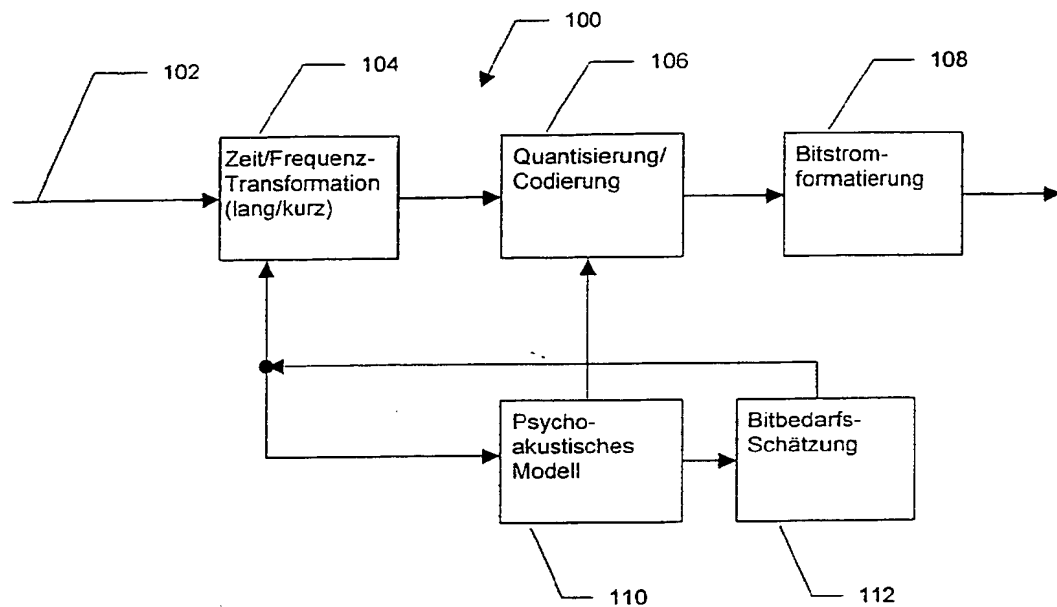 100
102
104
106
108
Zeit/Frequenz-
Transformation
(lang/kurz)
Quantisierung/
Codierung
Bitstrom-
formatierung
Psycho-
akustisches
Modell
Bitbedarfs-
Schätzung
110
112